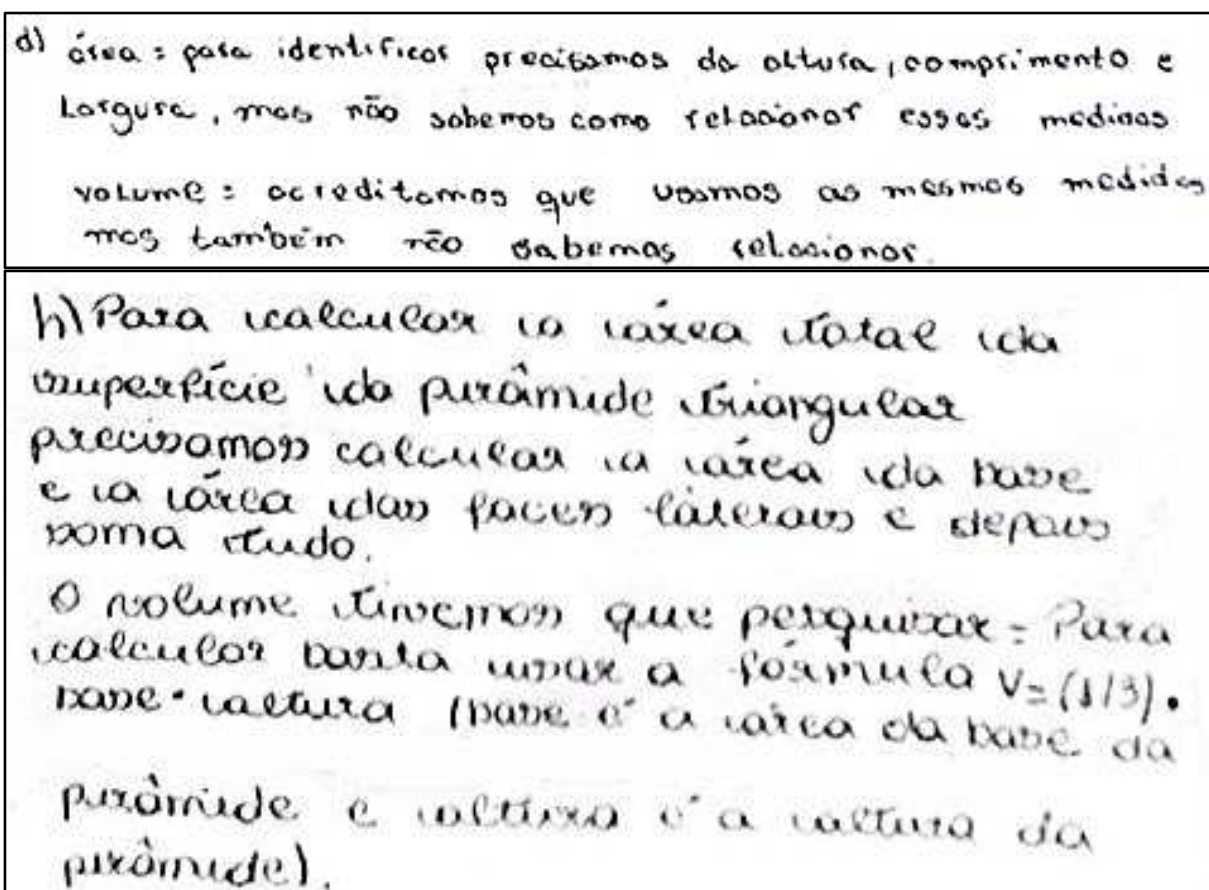 d) área = para identificar precisamos da altura, comprimento e
Largura, mas não sabemos como relacionar essas medidas
volume = acreditamos que usamos as mesmas medidas
mas também não sabemos relacionar.
h) Para calcular a área total da
superfície da pirâmide triangular
precisamos calcular a área da base
e a área das faces laterais e depois
soma tudo.
O volume tivemos que pesquisar = Para
calcular basta usar a fórmula V = (1/3).
base · altura (base é a área da base da
pirâmide e altura é a altura da
pirâmide).